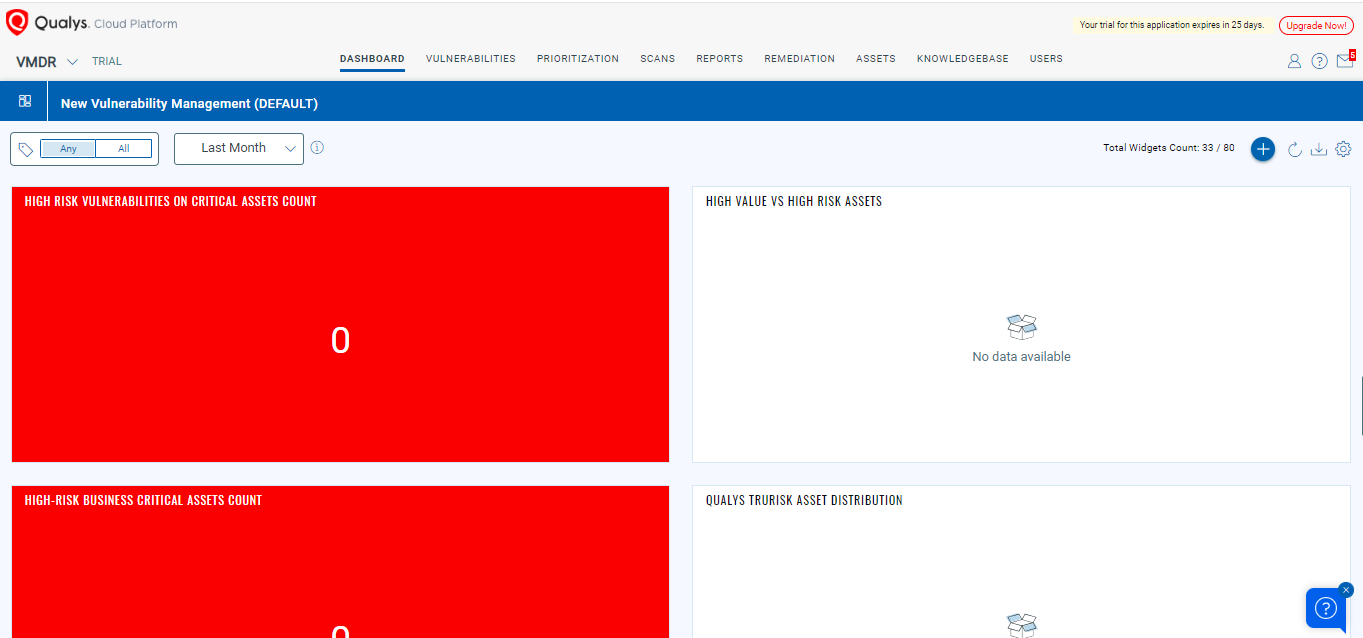 Qualys. Cloud Platform
Your trial for this application expires in 25 days.
Upgrade Now!
VMDR
TRIAL
DASHBOARD
VULNERABILITIES
PRIORITIZATION
SCANS
REPORTS
REMEDIATION
ASSETS
KNOWLEDGEBASE
USERS
5
New Vulnerability Management (DEFAULT)
Any
All
Last Month
Total Widgets Count: 33 / 80
HIGH RISK VULNERABILITIES ON CRITICAL ASSETS COUNT
0
HIGH VALUE VS HIGH RISK ASSETS
No data available
HIGH-RISK BUSINESS CRITICAL ASSETS COUNT
0
QUALYS TRURISK ASSET DISTRIBUTION